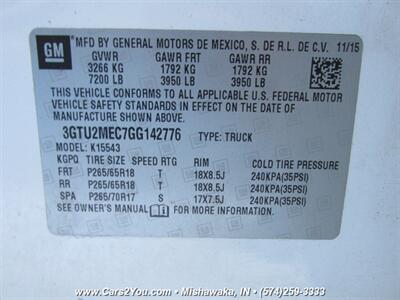 GM MFD BY GENERAL MOTORS DE MEXICO, S. DE R.L. DE C.V. 11/15
GVWR GAWR FRT GAWR RR
3266 KG 1792 KG 1792 KG
7200 LB 3950 LB 3950 LB
THIS VEHICLE CONFORMS TO ALL APPLICABLE U.S. FEDERAL MOTOR
VEHICLE SAFETY STANDARDS IN EFFECT ON THE DATE OF
MANUFACTURE SHOWN ABOVE.
3GTU2MEC7GG142776 TYPE: TRUCK
MODEL: K15543
KGPQ TIRE SIZE SPEED RTG RIM COLD TIRE PRESSURE
FRT P265/65R18 T 18X8.5J 240KPA(35PSI)
RR P265/65R18 T 18X8.5J 240KPA(35PSI)
SPA P265/70R17 S 17X7.5J 240KPA(35PSI)
SEE OWNER'S MANUAL FOR MORE INFORMATION.
www.Cars2You.com - Mishawaka, IN - (574)259-3333